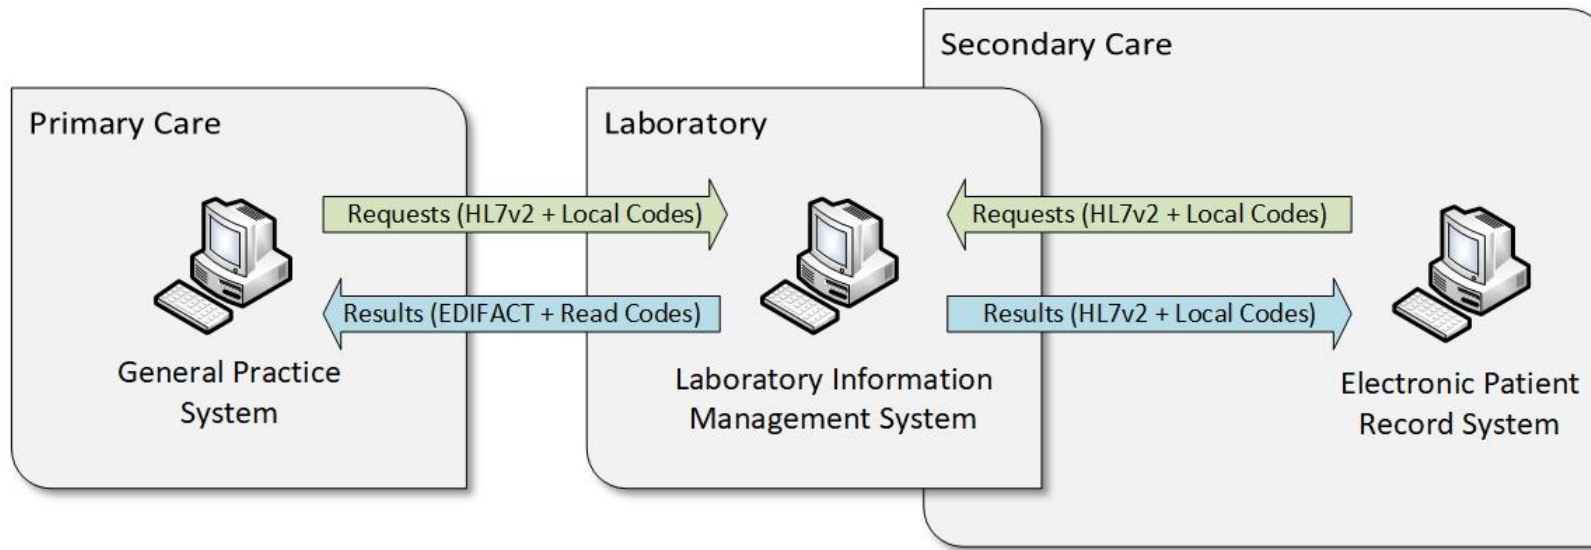 Secondary Care
Primary Care
Laboratory
Requests (HL7v2 + Local Codes)
Requests (HL7v2 + Local Codes)
Results (EDIFACT + Read Codes)
Results (HL7v2 + Local Codes)
General Practice
System
Laboratory Information
Management System
Electronic Patient
Record System